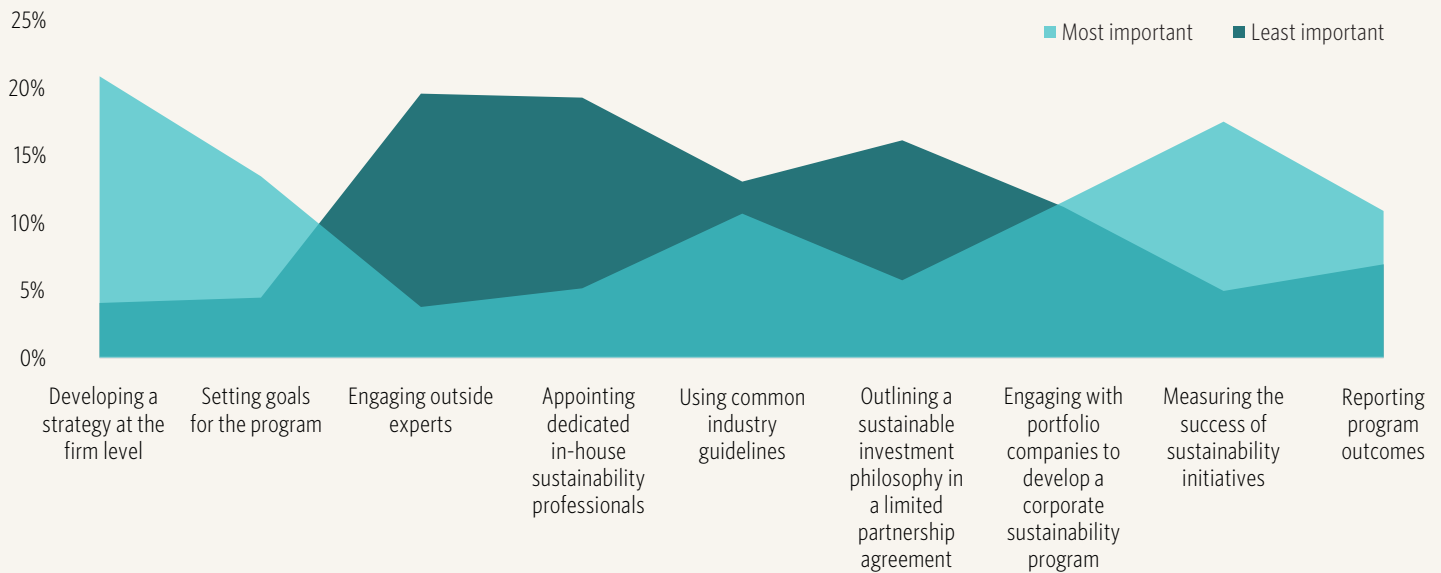 25%
Most important
Least important
20%
15%
10%
5%
0%
Developing a
strategy at the
firm level
Setting goals
for the program
Engaging outside
experts
Appointing
dedicated
in-house
sustainability
professionals
Using common
industry
guidelines
Outlining a
sustainable
investment
philosophy in
a limited
partnership
agreement
Engaging with
portfolio
companies to
develop a
corporate
sustainability
program
Measuring the
success of
sustainability
initiatives
Reporting
program
outcomes